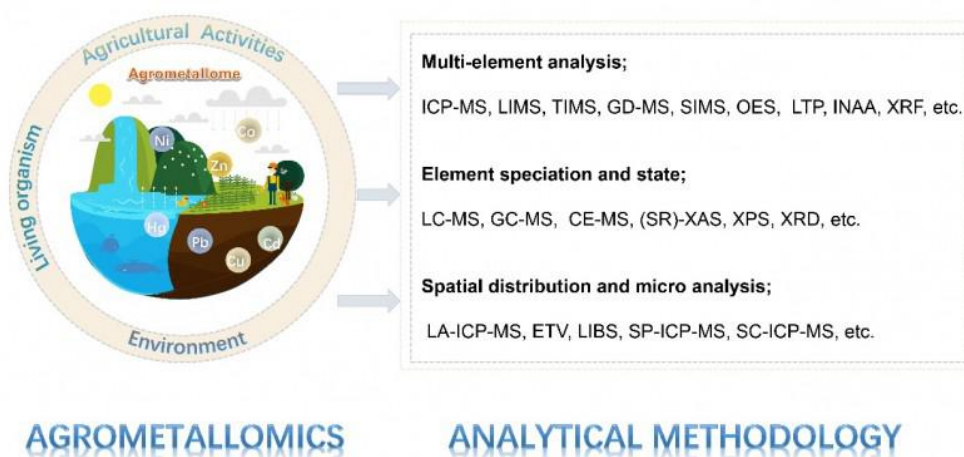 Agricultural Activities
Living organism
Environment
Agrometallome
Ni
Co
Zn
Hg
Pb
Cd
Cu
Multi-element analysis;
ICP-MS, LIMS, TIMS, GD-MS, SIMS, OES, LTP, INAA, XRF, etc.
Element speciation and state;
LC-MS, GC-MS, CE-MS, (SR)-XAS, XPS, XRD, etc.
Spatial distribution and micro analysis;
LA-ICP-MS, ETV, LIBS, SP-ICP-MS, SC-ICP-MS, etc.
AGROMETALLOMICS
ANALYTICAL METHODOLOGY